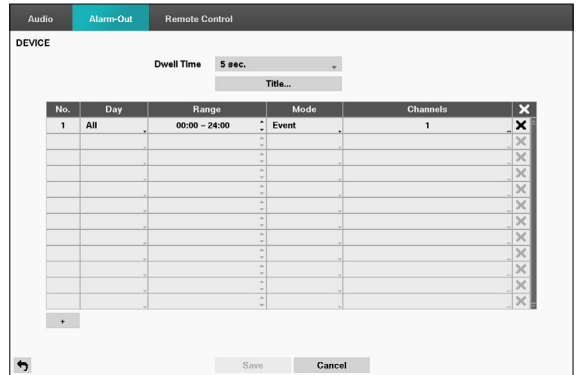 Audio Alarm-Out Remote Control
DEVICE
Dwell Time 5 sec.
Title...
No. Day Range Mode Channels
1 All 00:00 ~ 24:00 Event 1
+
Save Cancel